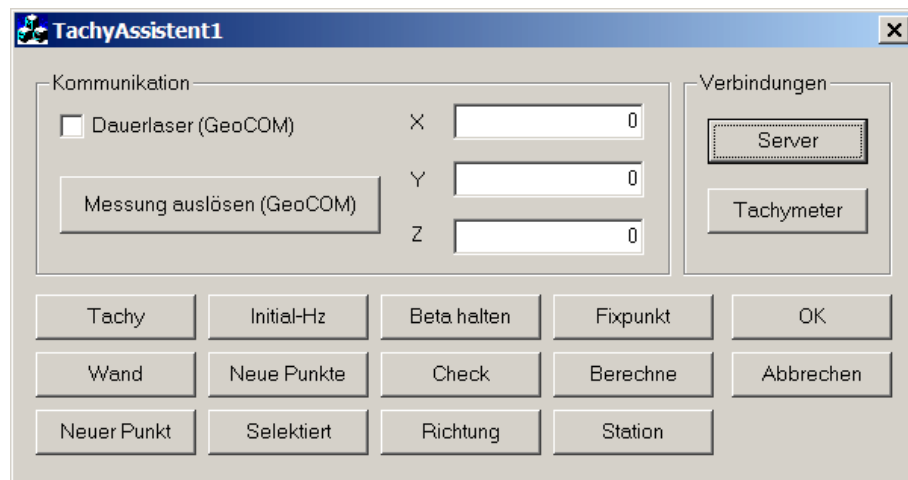 TachyAssistent1
Kommunikation
Dauerlaser (GeoCOM)
Messung auslösen (GeoCOM)
X 0
Y 0
Z 0
Verbindungen
Server
Tachymeter
Tachy Initial-Hz Beta halten Fixpunkt OK
Wand Neue Punkte Check Berechne Abbrechen
Neuer Punkt Selektiert Richtung Station